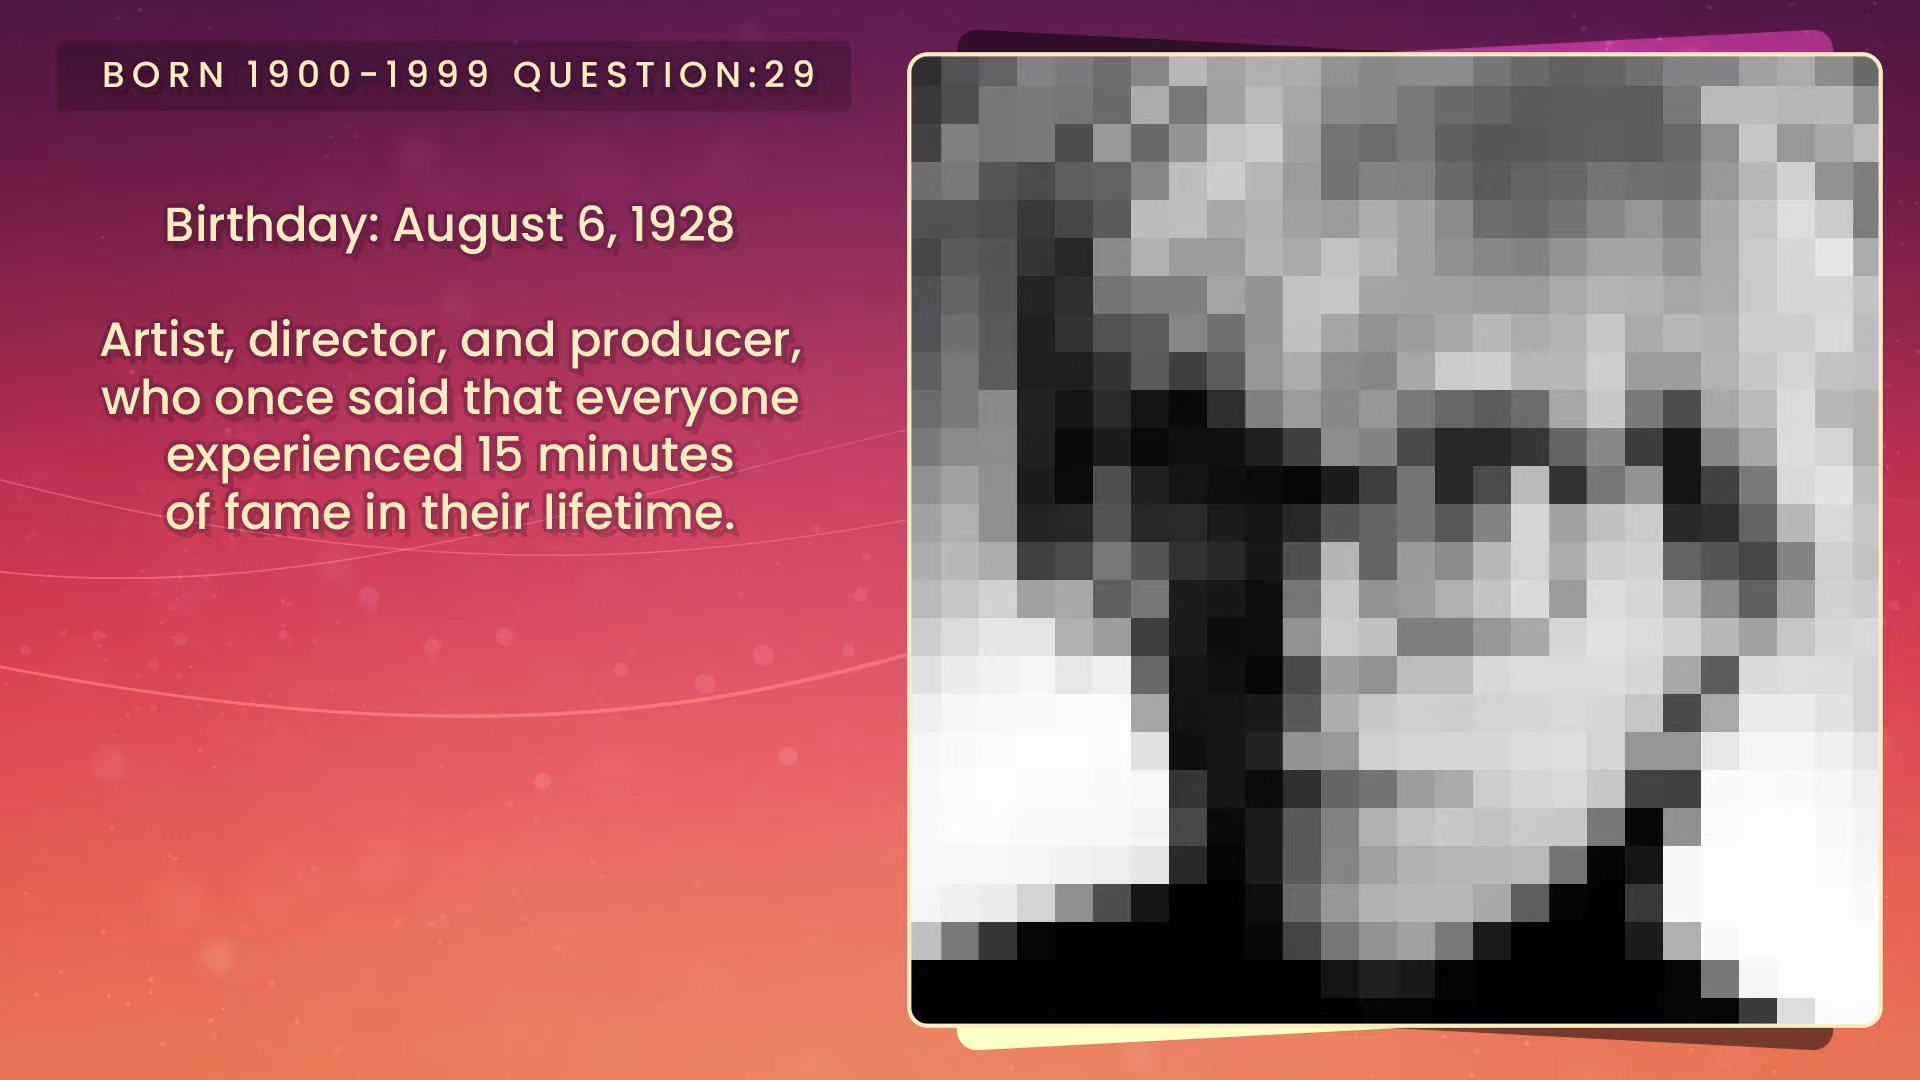 BORN 1900-1999 QUESTION:29
Birthday: August 6, 1928
Artist, director, and producer,
who once said that everyone
experienced 15 minutes
of fame in their lifetime.